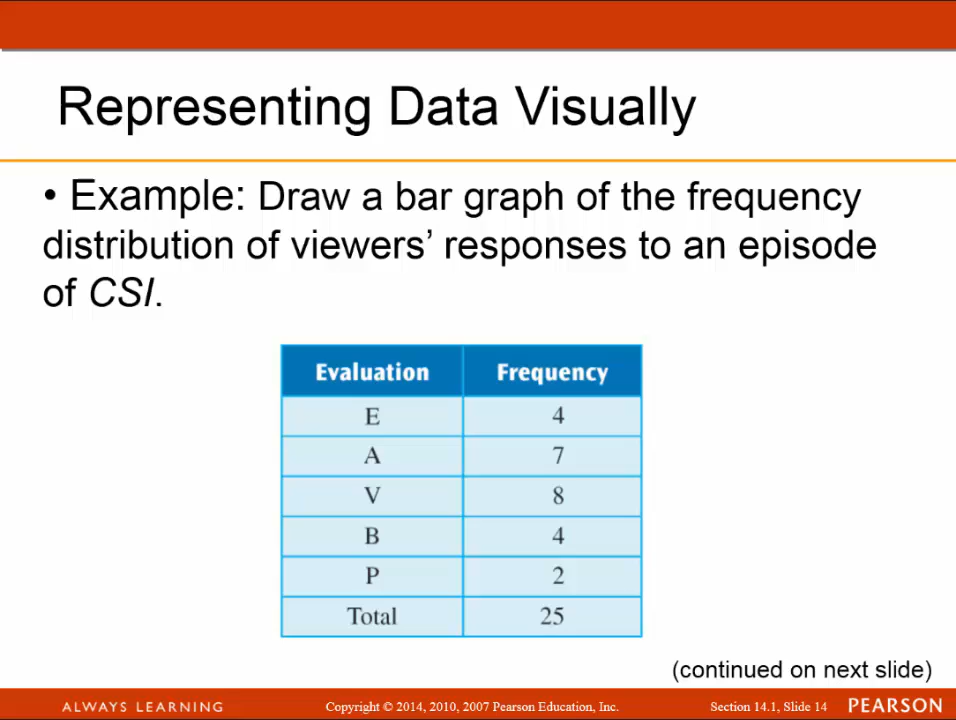 Representing Data Visually
• Example: Draw a bar graph of the frequency
distribution of viewers’ responses to an episode
of CSI.
Evaluation Frequency
E 4
A 7
V 8
B 4
P 2
Total 25
(continued on next slide)
ALWAYS LEARNING Copyright © 2014, 2010, 2007 Pearson Education, Inc. Section 14.1, Slide 14 PEARSON